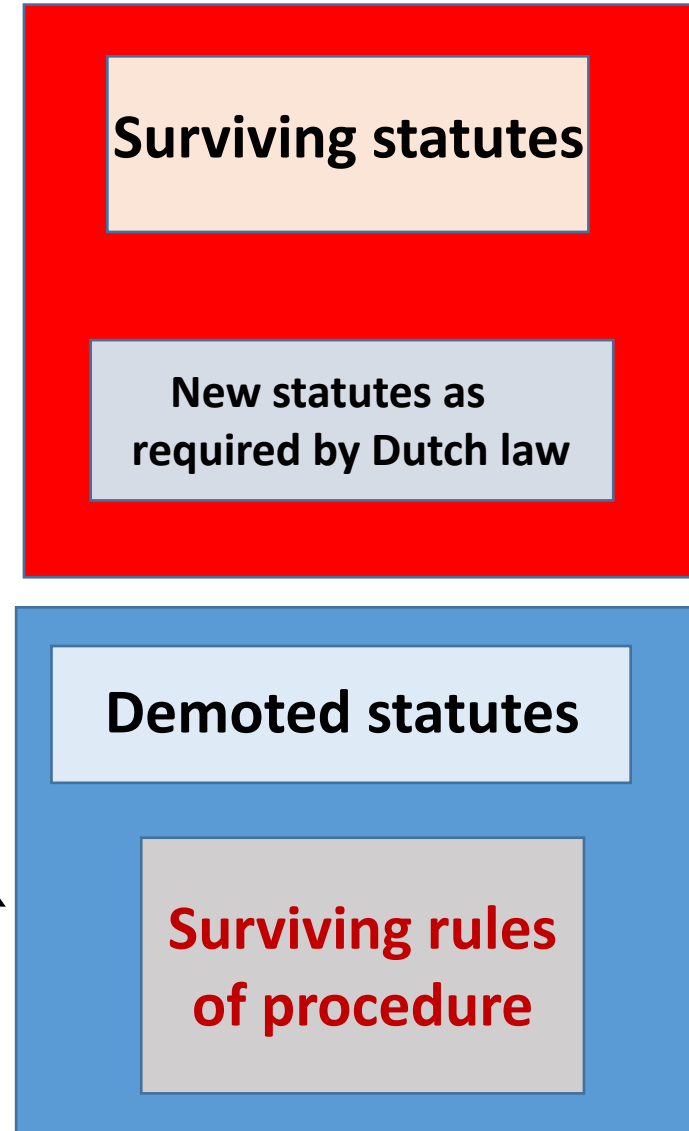 Surviving statutes
New statutes as
required by Dutch law
Demoted statutes
Surviving rules
of procedure